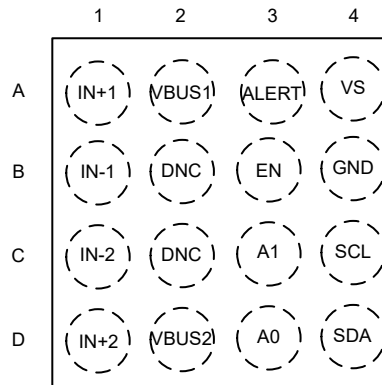 1 2 3 4
A IN+1 VBUS1 ALERT VS
B IN-1 DNC EN GND
C IN-2 DNC A1 SCL
D IN+2 VBUS2 A0 SDA